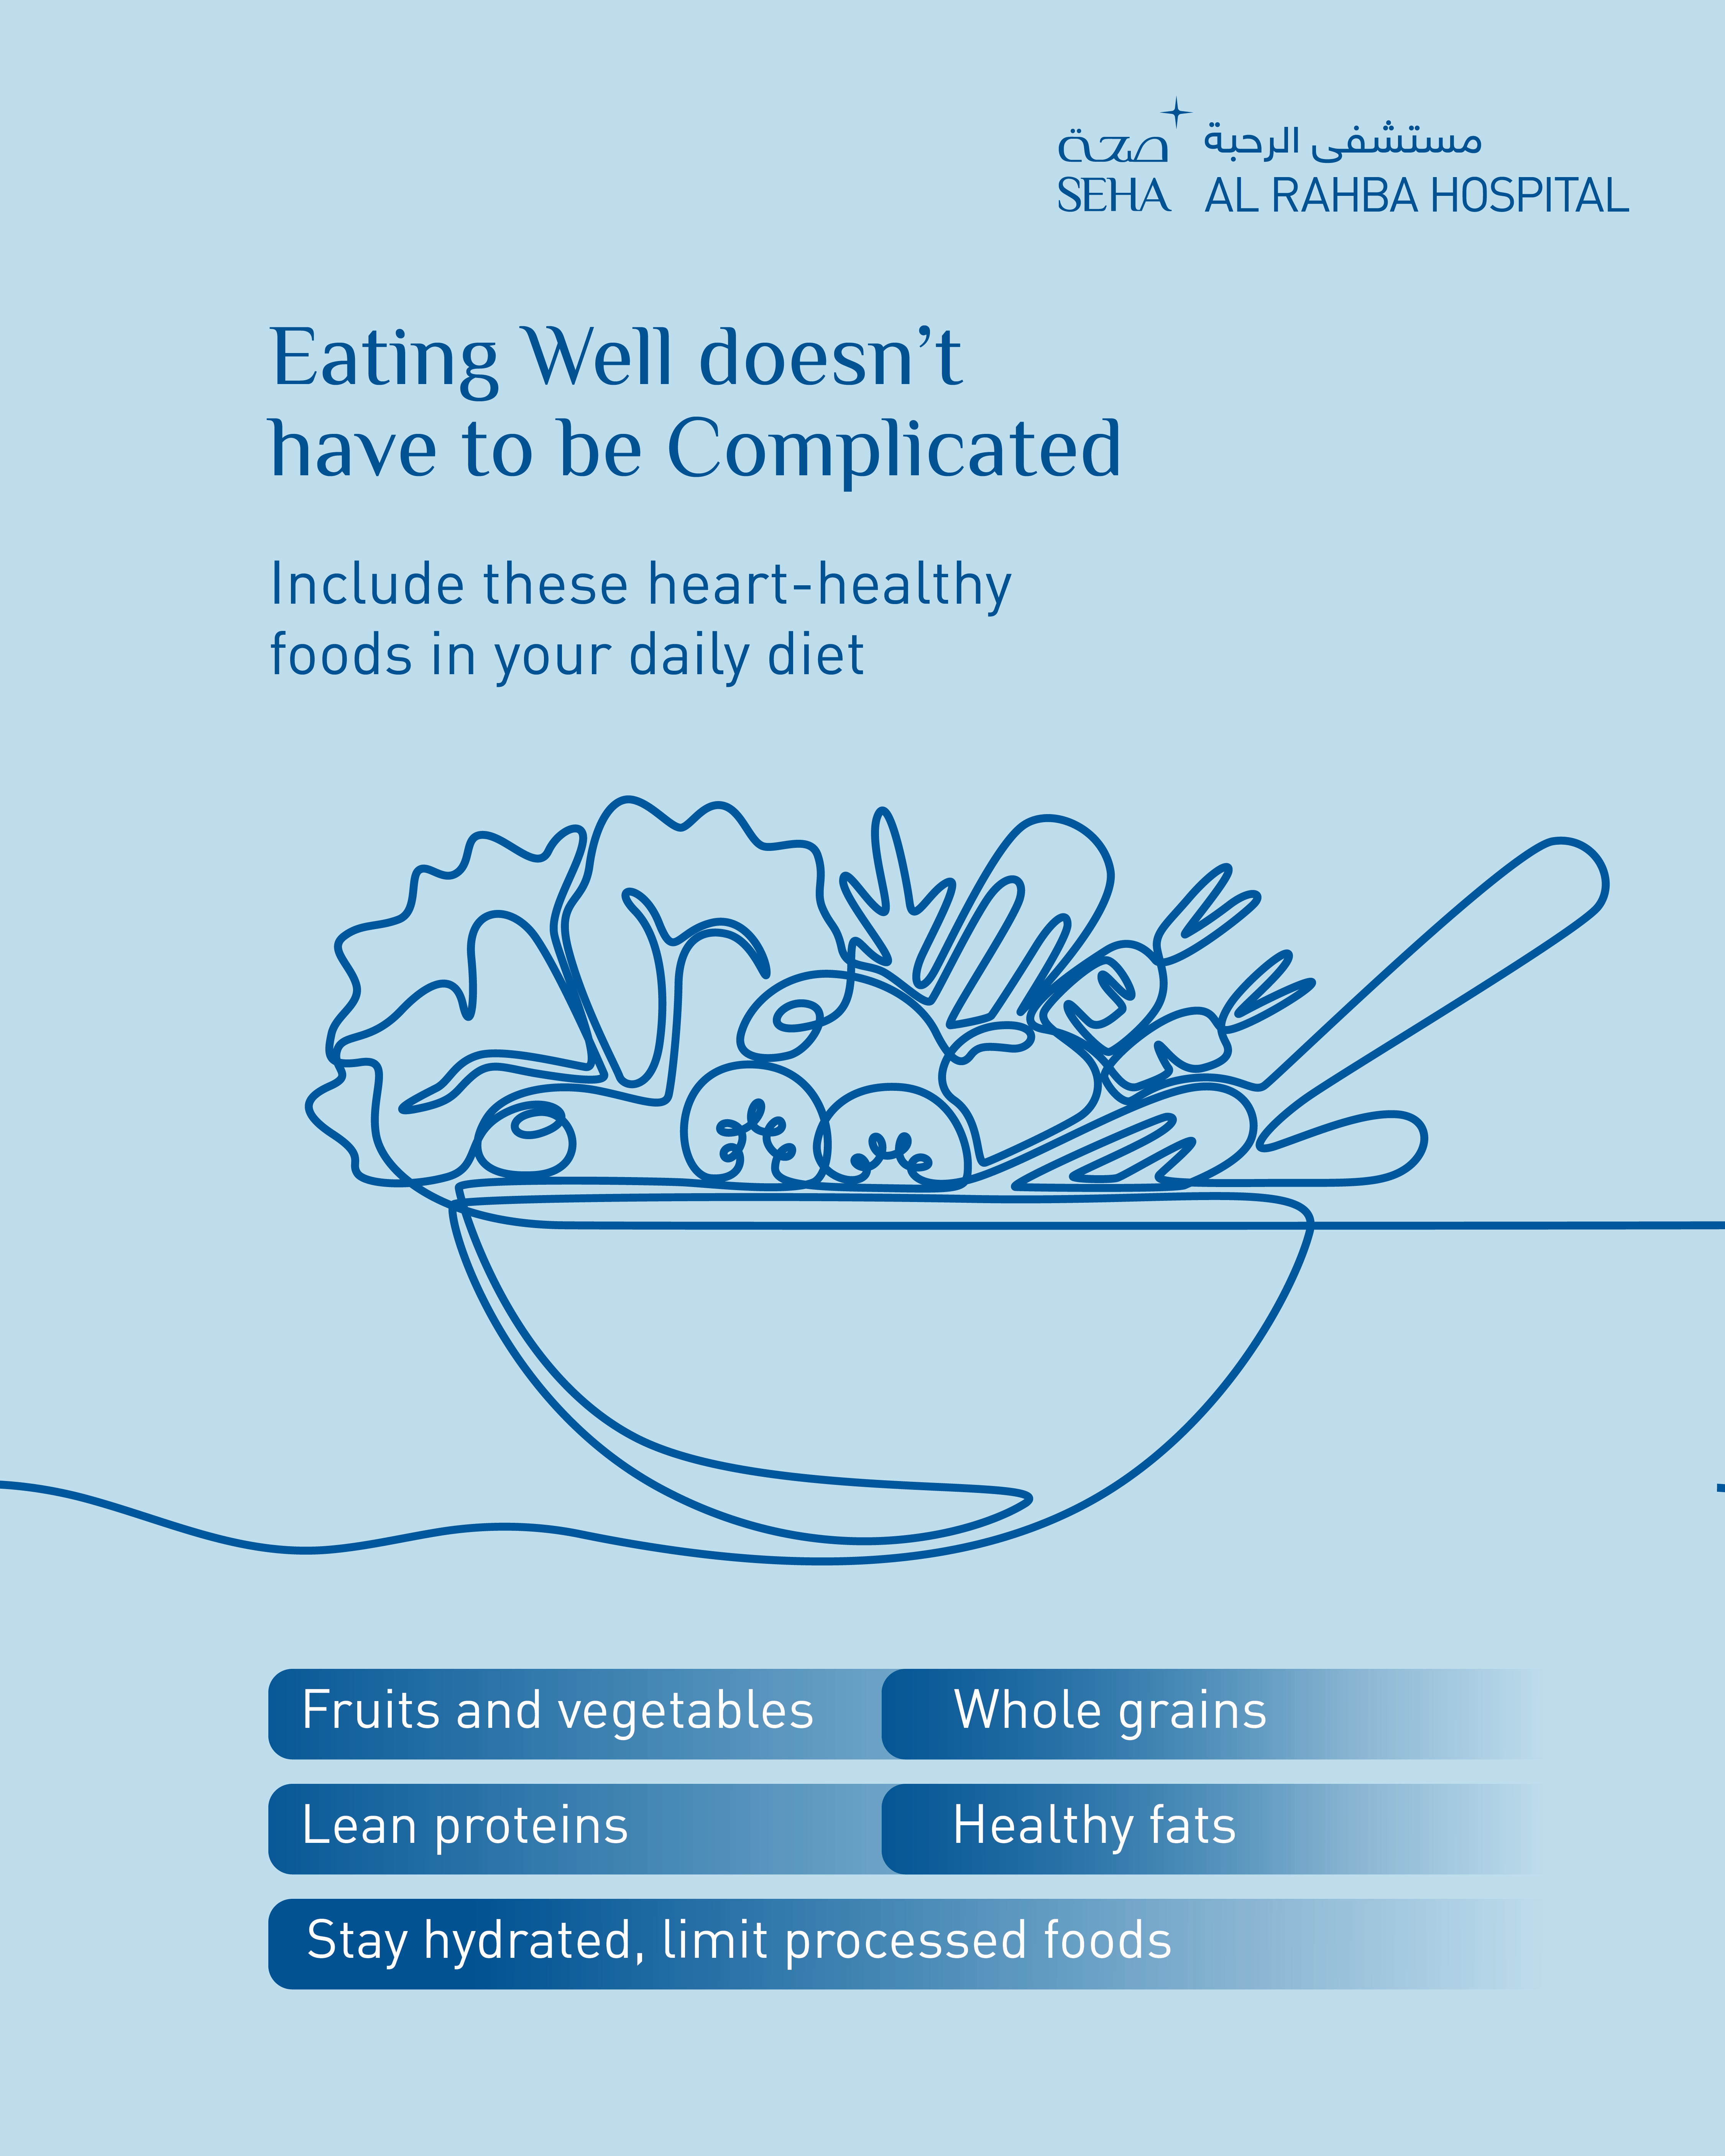 صحة
مستشفى الرحبة
SEHA
AL RAHBA HOSPITAL
Eating Well doesn’t
have to be Complicated
Include these heart-healthy
foods in your daily diet
Fruits and vegetables
Whole grains
Lean proteins
Healthy fats
Stay hydrated, limit processed foods